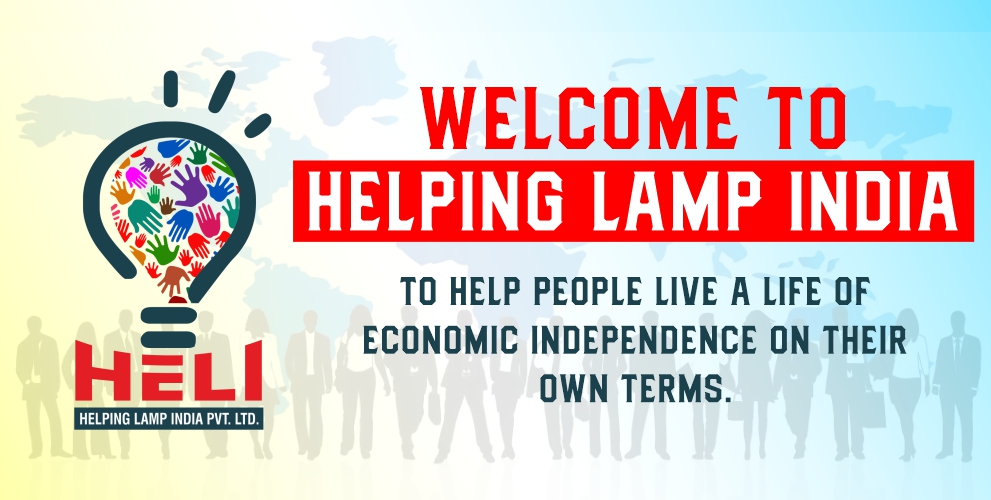 WELCOME TO
HELPING LAMP INDIA
TO HELP PEOPLE LIVE A LIFE OF
ECONOMIC INDEPENDENCE ON THEIR
OWN TERMS.
HELI
HELPING LAMP INDIA PVT. LTD.